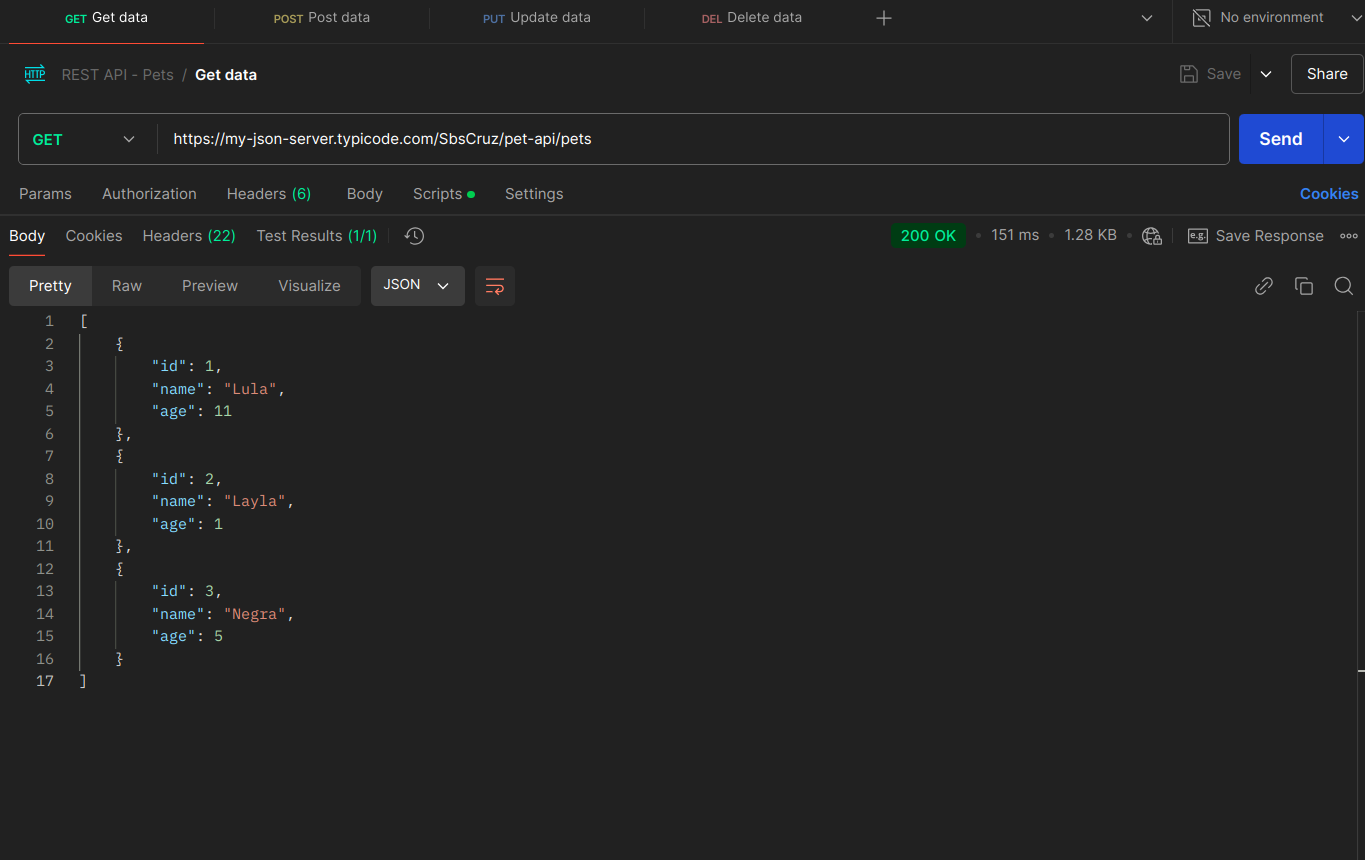 GET Get data POST Post data PUT Update data DEL Delete data No environment
HTTP REST API - Pets / Get data Save Share
GET https://my-json-server.typicode.com/SbsCruz/pet-api/pets Send
Params Authorization Headers (6) Body Scripts Settings Cookies
Body Cookies Headers (22) Test Results (1/1) 200 OK 151 ms 1.28 KB e.g. Save Response
Pretty Raw Preview Visualize JSON
1 [
2 {
3 "id": 1,
4 "name": "Lula",
5 "age": 11
6 },
7 {
8 "id": 2,
9 "name": "Layla",
10 "age": 1
11 },
12 {
13 "id": 3,
14 "name": "Negra",
15 "age": 5
16 }
17 ]